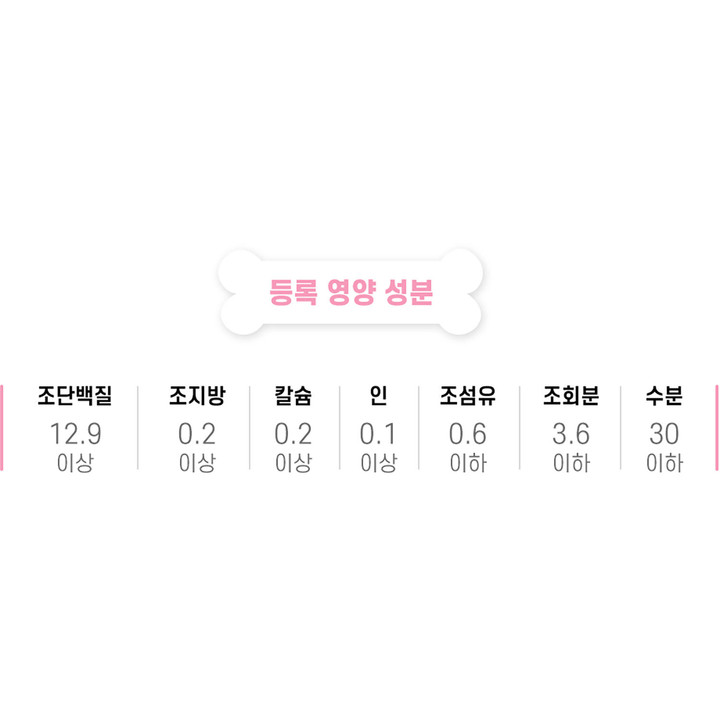 등록 영양 성분
조단백질 조지방 칼슘 인 조섬유 조회분 수분
12.9 0.2 0.2 0.1 0.6 3.6 30
이상 이상 이상 이상 이하 이하 이하